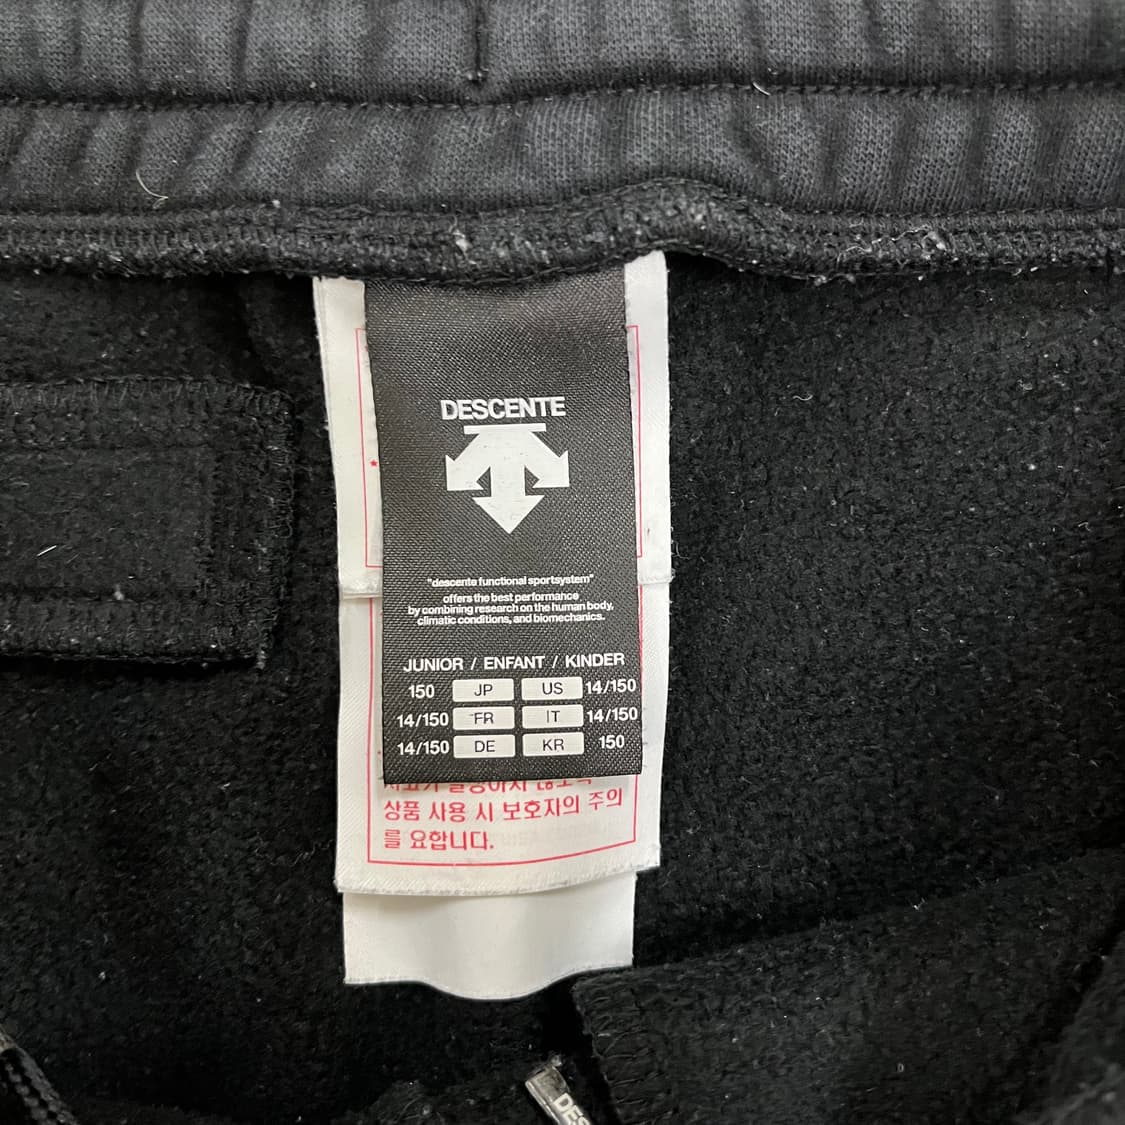 DESCENTE
"descente functional sportsystem"
offers the best performance
by combining research on the human body,
climatic conditions, and biomechanics.
JUNIOR / ENFANT / KINDER
150 JP US 14/150
14/150 FR IT 14/150
14/150 DE KR 150
상품 사용 시 보호자의 주의
를 요합니다.
DES